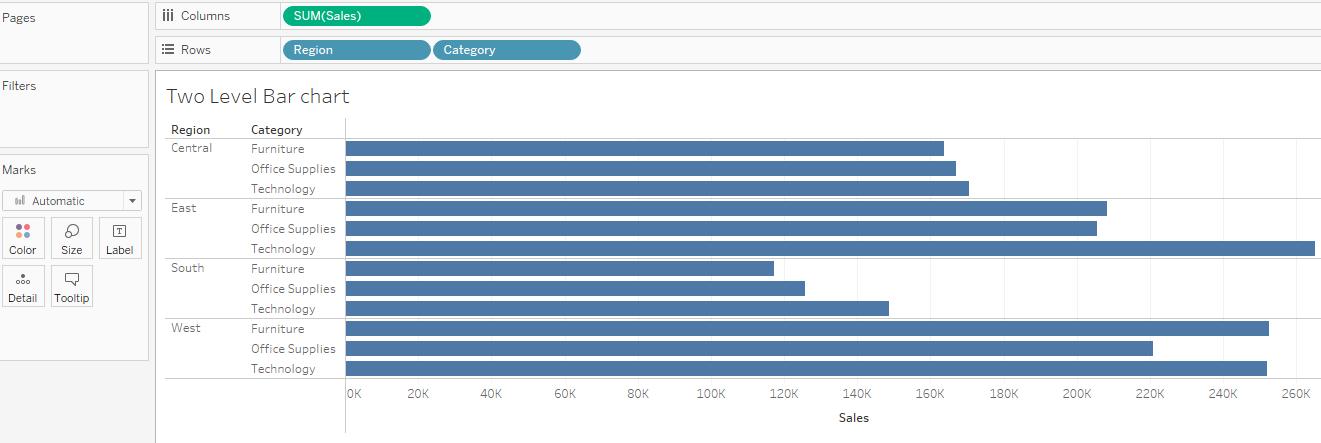 Pages
Columns SUM(Sales)
Rows Region Category
Filters
Marks
Automatic
Color Size Label
Detail Tooltip
Two Level Bar chart
Region Category
Central Furniture
Office Supplies
Technology
East Furniture
Office Supplies
Technology
South Furniture
Office Supplies
Technology
West Furniture
Office Supplies
Technology
0K 20K 40K 60K 80K 100K 120K 140K 160K 180K 200K 220K 240K 260K
Sales